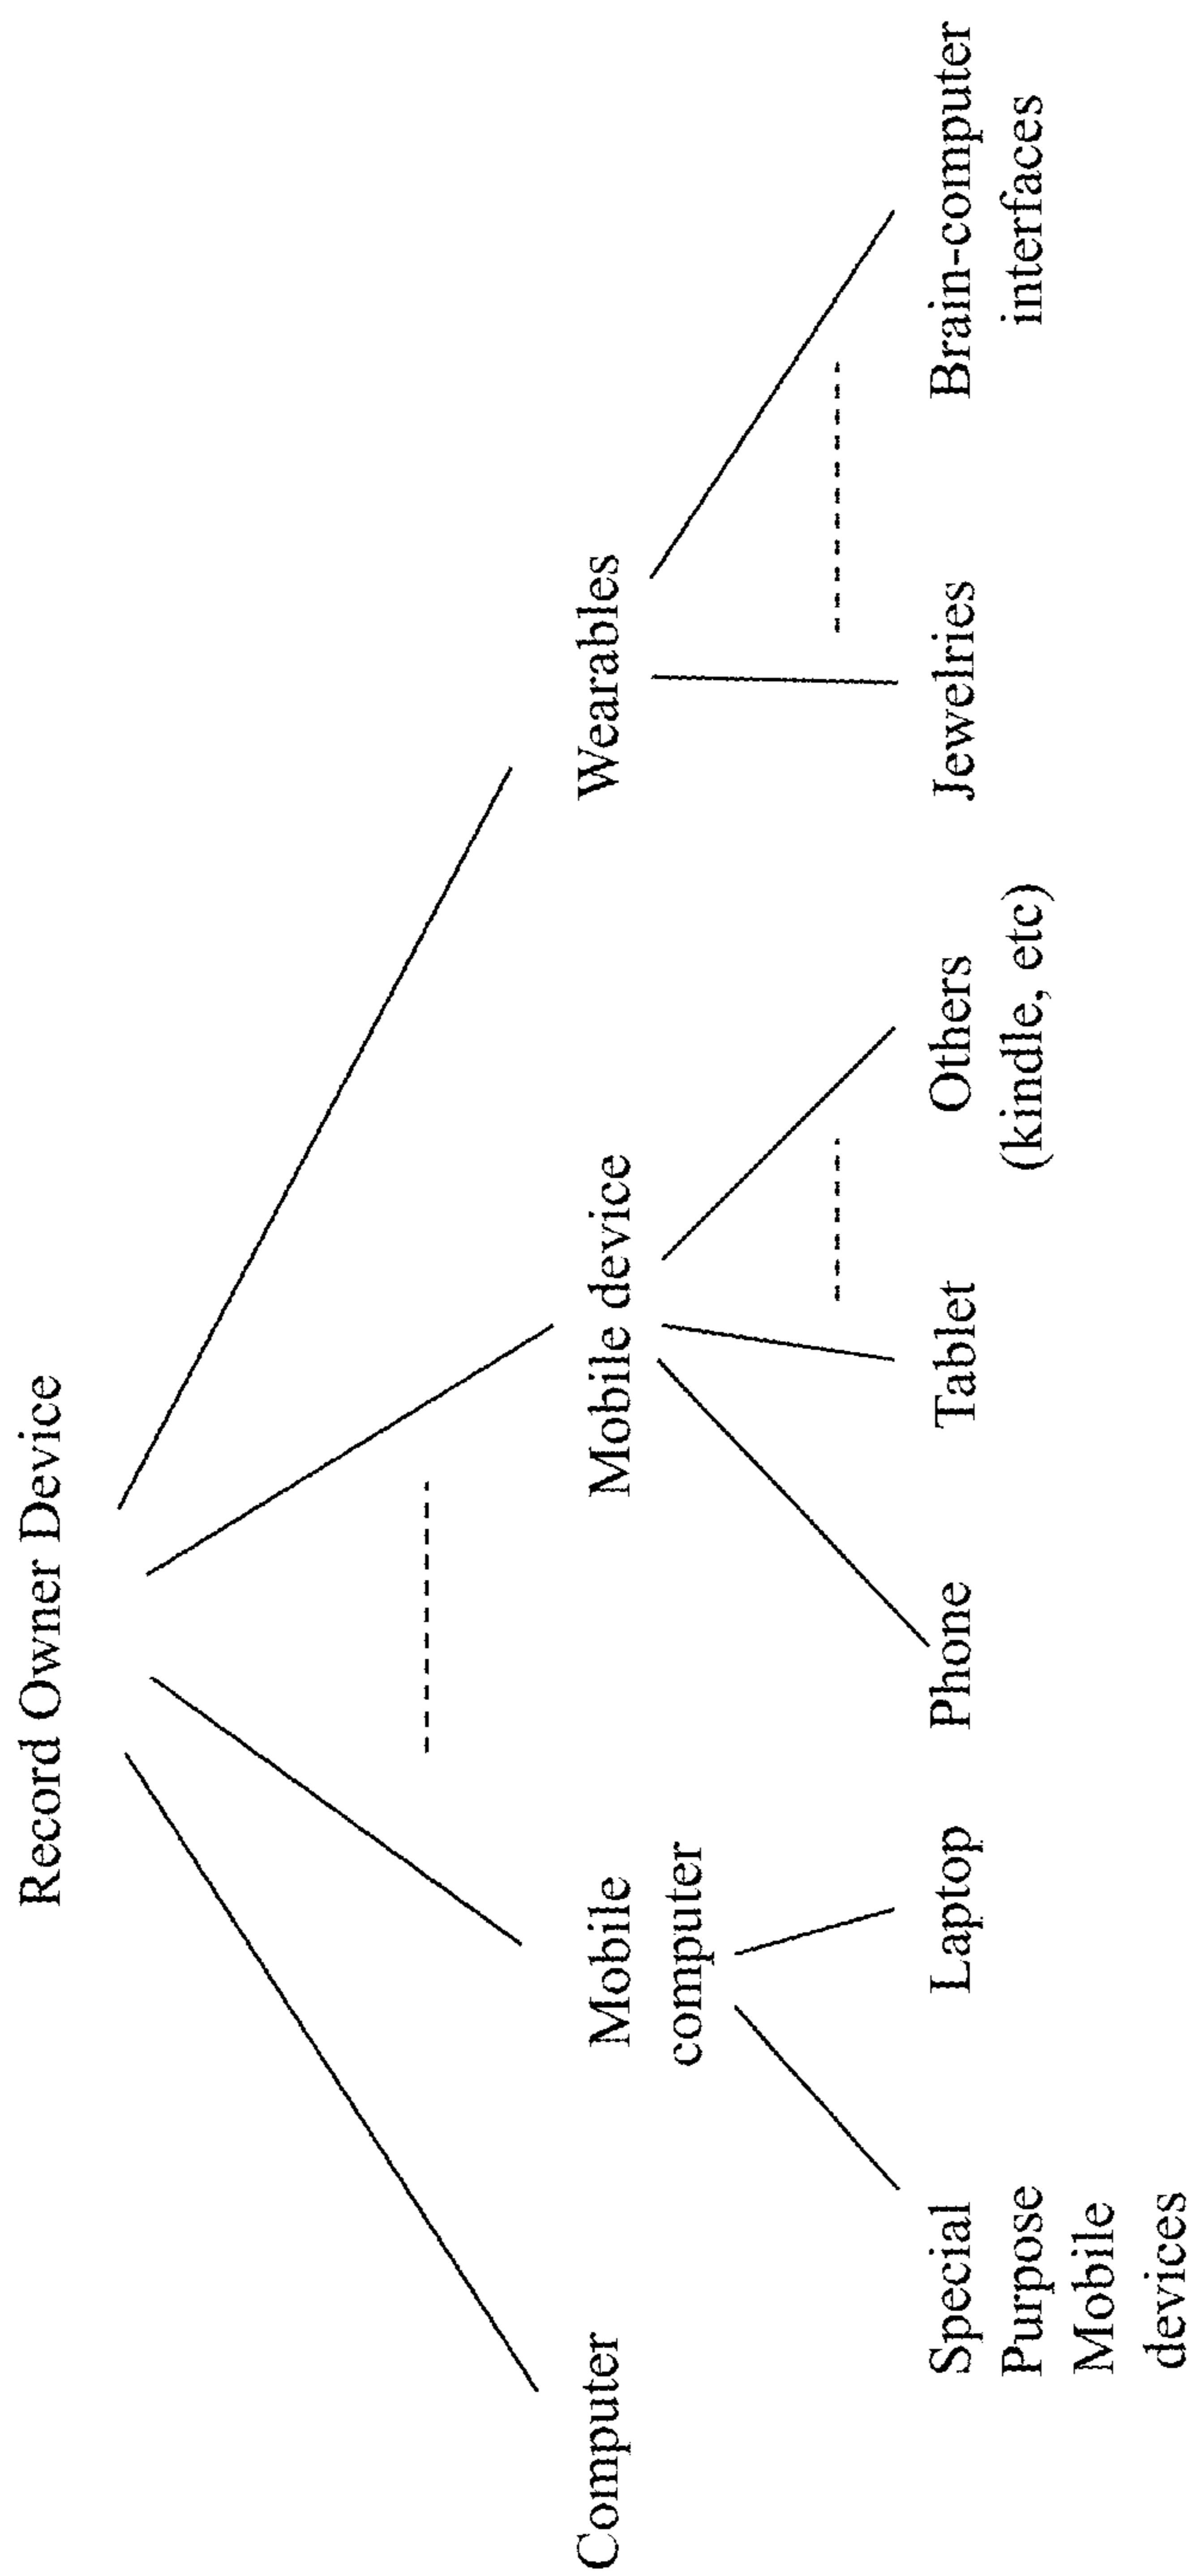 Record Owner Device
Computer
Mobile
computer
Mobile device
Wearables
Special
Purpose
Mobile
devices
Laptop
Phone
Tablet
Others
(kindle, etc)
Jewelries
Brain-computer
interfaces